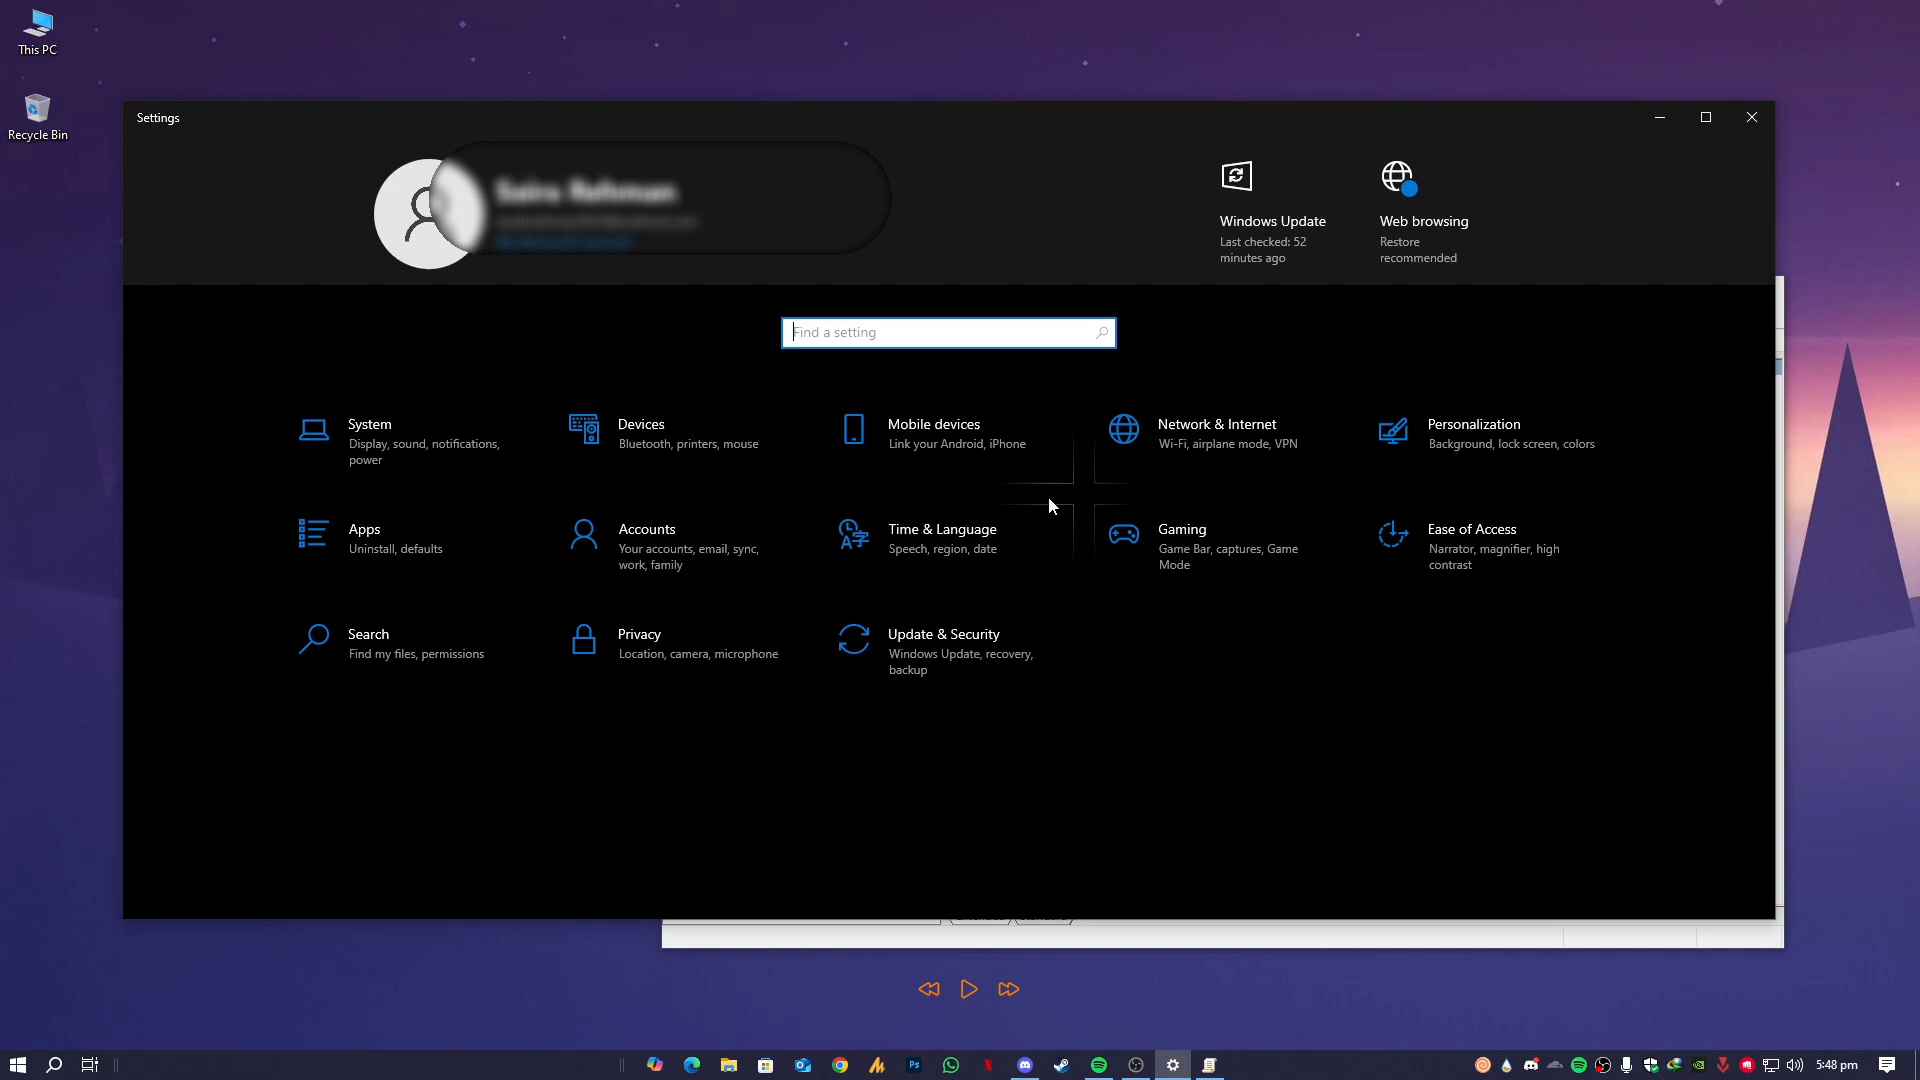 This PC
Recycle Bin
Settings
Windows Update
Last checked: 52
minutes ago
Web browsing
Restore
recommended
Find a setting
System
Display, sound, notifications,
power
Devices
Bluetooth, printers, mouse
Mobile devices
Link your Android, iPhone
Network & Internet
Wi-Fi, airplane mode, VPN
Personalization
Background, lock screen, colors
Apps
Uninstall, defaults
Accounts
Your accounts, email, sync,
work, family
Time & Language
Speech, region, date
Gaming
Game Bar, captures, Game
Mode
Ease of Access
Narrator, magnifier, high
contrast
Search
Find my files, permissions
Privacy
Location, camera, microphone
Update & Security
Windows Update, recovery,
backup
Ps
5:48 pm